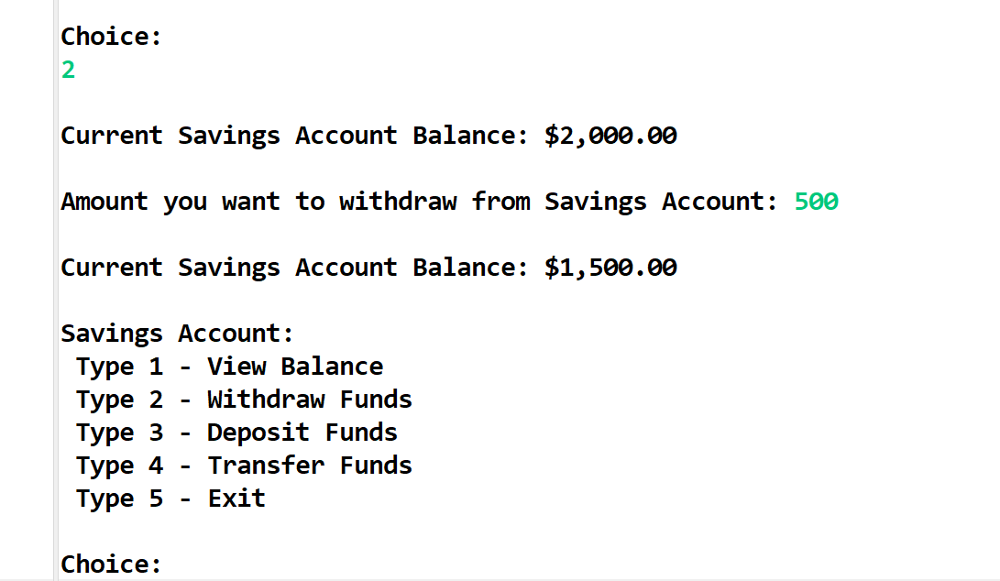 Choice:
2
Current Savings Account Balance: $2,000.00
Amount you want to withdraw from Savings Account: 500
Current Savings Account Balance: $1,500.00
Savings Account:
Type 1 - View Balance
Type 2 - Withdraw Funds
Type 3 - Deposit Funds
Type 4 - Transfer Funds
Type 5 - Exit
Choice: